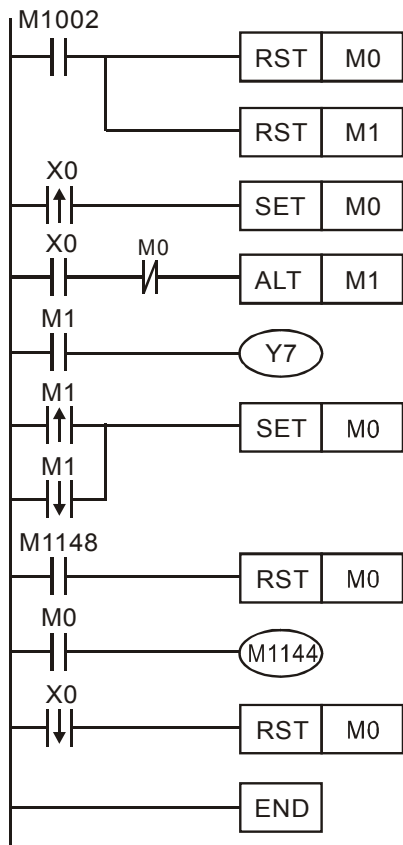 M1002
RST M0
RST M1
X0
SET M0
X0 M0
ALT M1
M1
Y7
M1
SET M0
M1
M1148
RST M0
M0
M1144
X0
RST M0
END